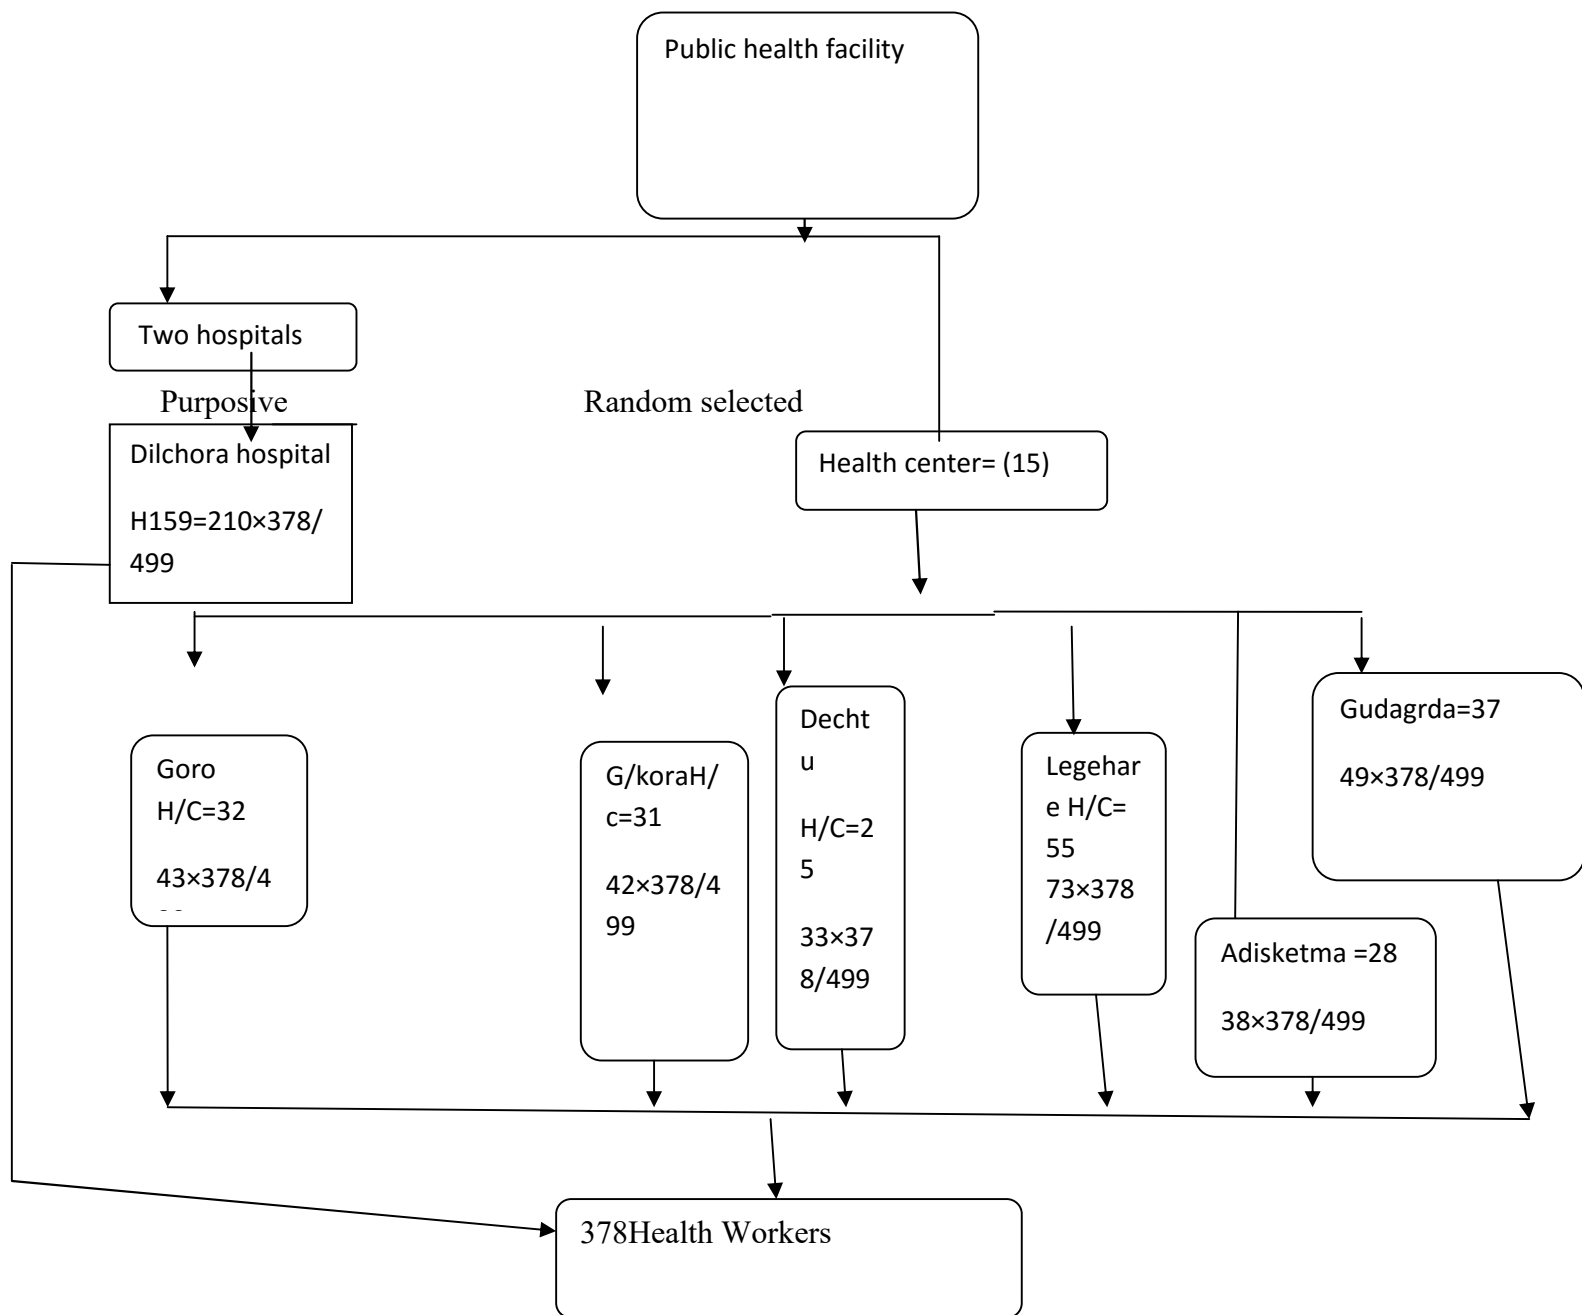 Public health facility
Two hospitals
Purposive
Random selected
Dilchora hospital
H159=210×378/
499
Health center= (15)
Goro
H/C=32
43×378/4
G/koraH/
c=31
42×378/4
99
Decht
u
H/C=2
5
33×37
8/499
Legehar
e H/C=
55
73×378
/499
Adisketma =28
38×378/499
Gudagrda=37
49×378/499
378Health Workers